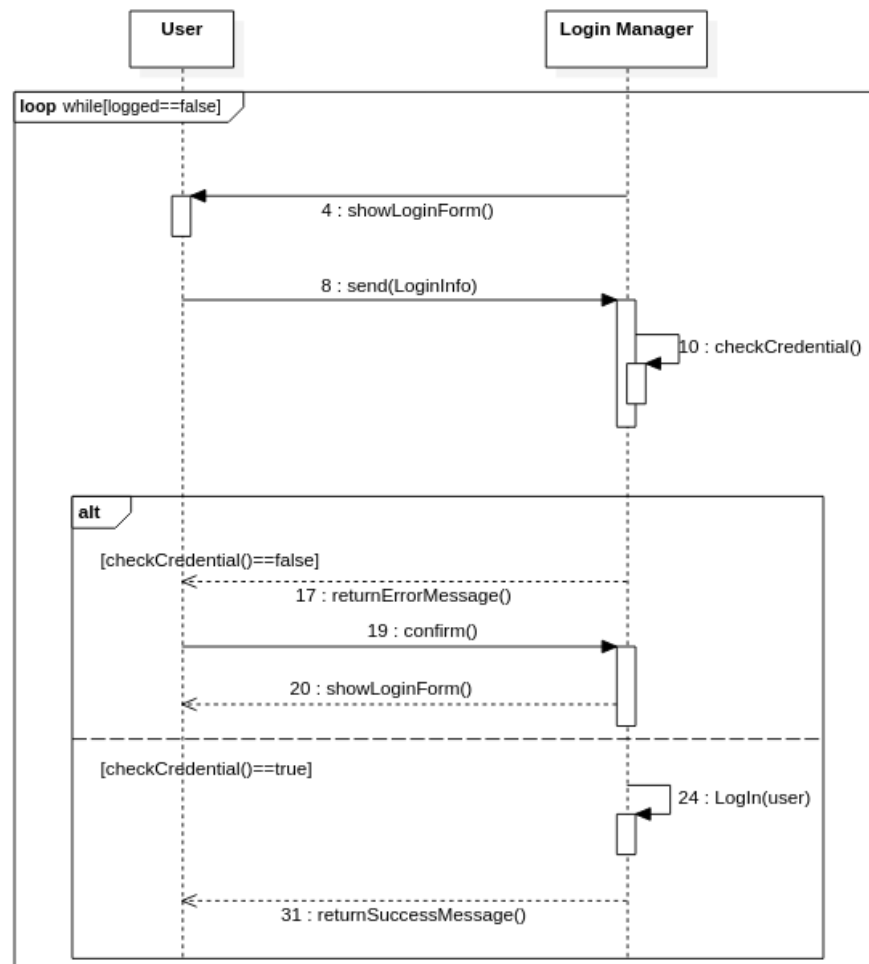 User
Login Manager
loop while[logged==false]
4 : showLoginForm()
8 : send(LoginInfo)
10 : checkCredential()
alt
[checkCredential()==false]
17 : returnErrorMessage()
19 : confirm()
20 : showLoginForm()
[checkCredential()==true]
24 : LogIn(user)
31 : returnSuccessMessage()